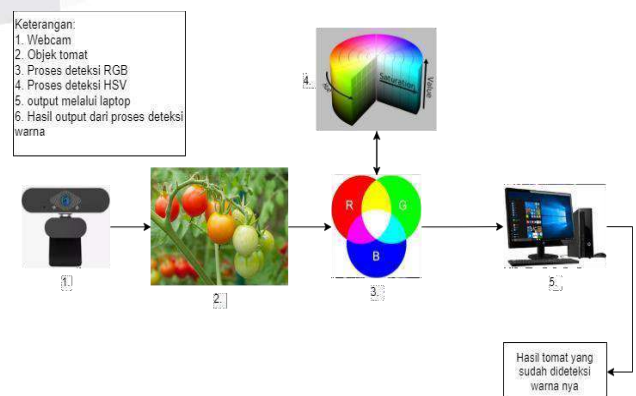 Keterangan:
1. Webcam
2. Objek tomat
3. Proses deteksi RGB
4. Proses deteksi HSV
5. output melalui laptop
6. Hasil output dari proses deteksi
warna
4.
Saturation
Value
R
G
B
1.
2.
3.
5.
Hasil tomat yang
sudah dideteksi
warna nya